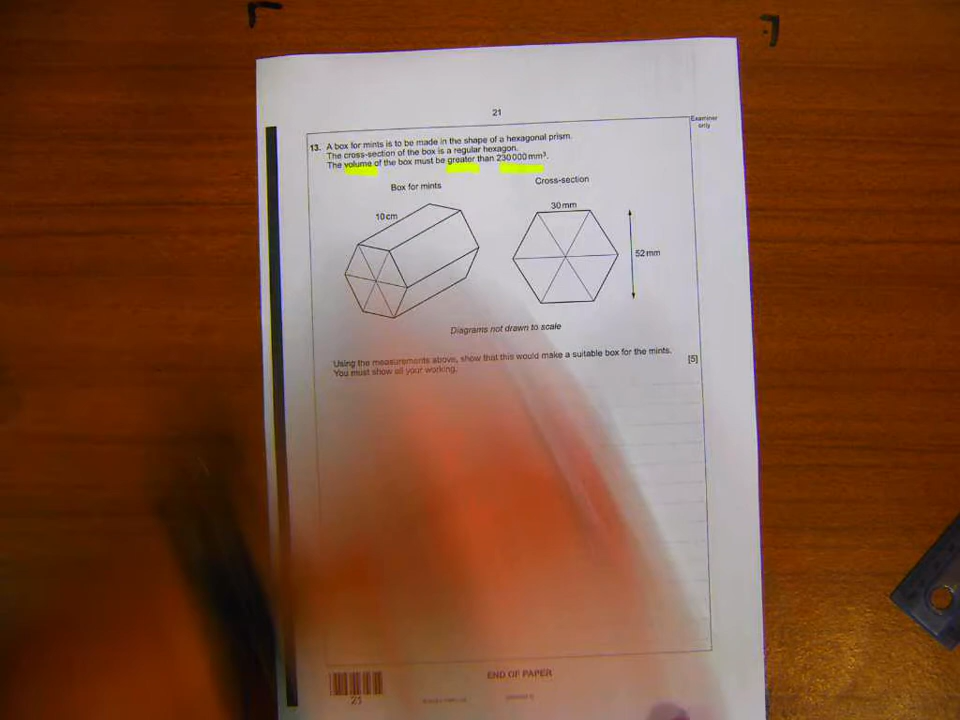 21
Examiner
only
13. A box for mints is to be made in the shape of a hexagonal prism.
The cross-section of the box is a regular hexagon.
The volume of the box must be greater than 230 000 mm³.
Box for mints
Cross-section
10 cm
30 mm
52 mm
Diagrams not drawn to scale
Using the measurements above, show that this would make a suitable box for the mints.
You must show all your working.
[5]
END OF PAPER
21